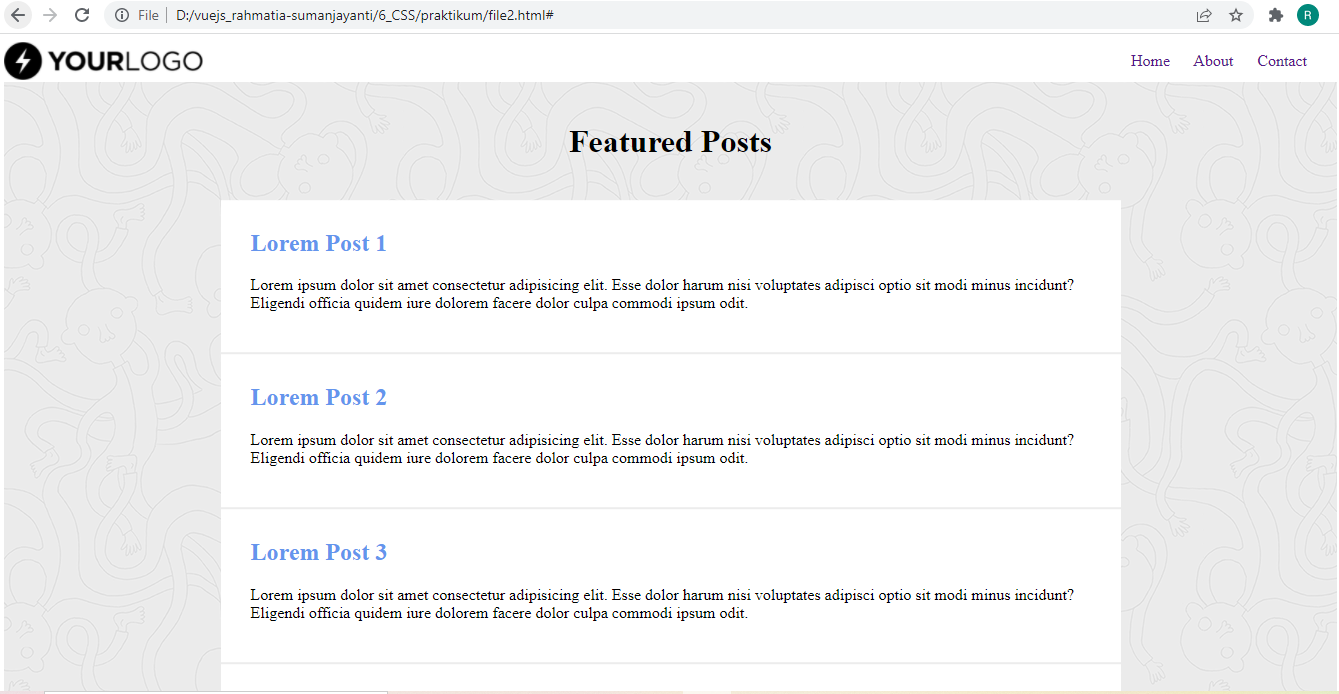 File D:/vuejs_rahmatia-sumanjayanti/6_CSS/praktikum/file2.html#
R
YOURLOGO
Home About Contact
Featured Posts
Lorem Post 1
Lorem ipsum dolor sit amet consectetur adipisicing elit. Esse dolor harum nisi voluptates adipisci optio sit modi minus incidunt?
Eligendi officia quidem iure dolorem facere dolor culpa commodi ipsum odit.
Lorem Post 2
Lorem ipsum dolor sit amet consectetur adipisicing elit. Esse dolor harum nisi voluptates adipisci optio sit modi minus incidunt?
Eligendi officia quidem iure dolorem facere dolor culpa commodi ipsum odit.
Lorem Post 3
Lorem ipsum dolor sit amet consectetur adipisicing elit. Esse dolor harum nisi voluptates adipisci optio sit modi minus incidunt?
Eligendi officia quidem iure dolorem facere dolor culpa commodi ipsum odit.